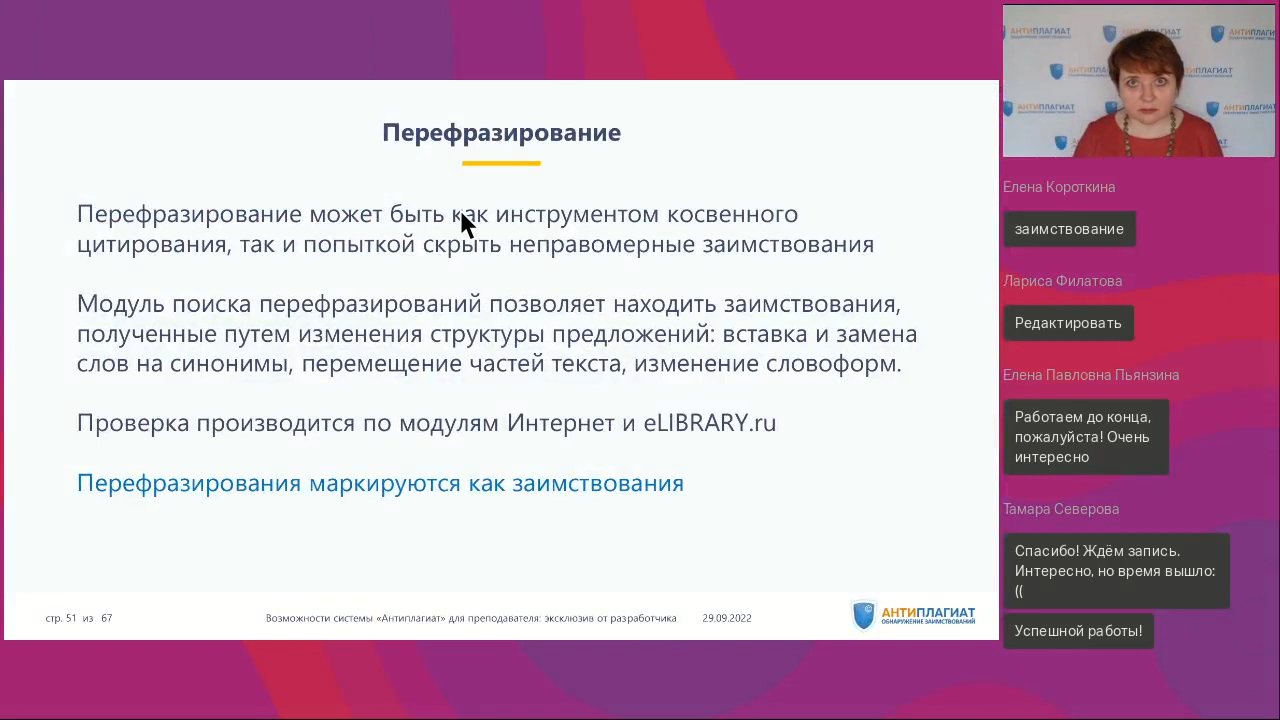 Перефразирование
Перефразирование может быть как инструментом косвенного
цитирования, так и попыткой скрыть неправомерные заимствования
Модуль поиска перефразирований позволяет находить заимствования,
полученные путем изменения структуры предложений: вставка и замена
слов на синонимы, перемещение частей текста, изменение словоформ.
Проверка производится по модулям Интернет и eLIBRARY.ru
Перефразирования маркируются как заимствования
стр. 51 из 67
Возможности системы «Антиплагиат» для преподавателя: эксклюзив от разработчика
29.09.2022
АНТИПЛАГИАТ
ОБНАРУЖЕНИЕ ЗАИМСТВОВАНИЙ
АНТИПЛАГИАТ
Елена Короткина
заимствование
Лариса Филатова
Редактировать
Елена Павловна Пьянзина
Работаем до конца,
пожалуйста! Очень
интересно
Тамара Северова
Спасибо! Ждём запись.
Интересно, но время вышло:
((
Успешной работы!